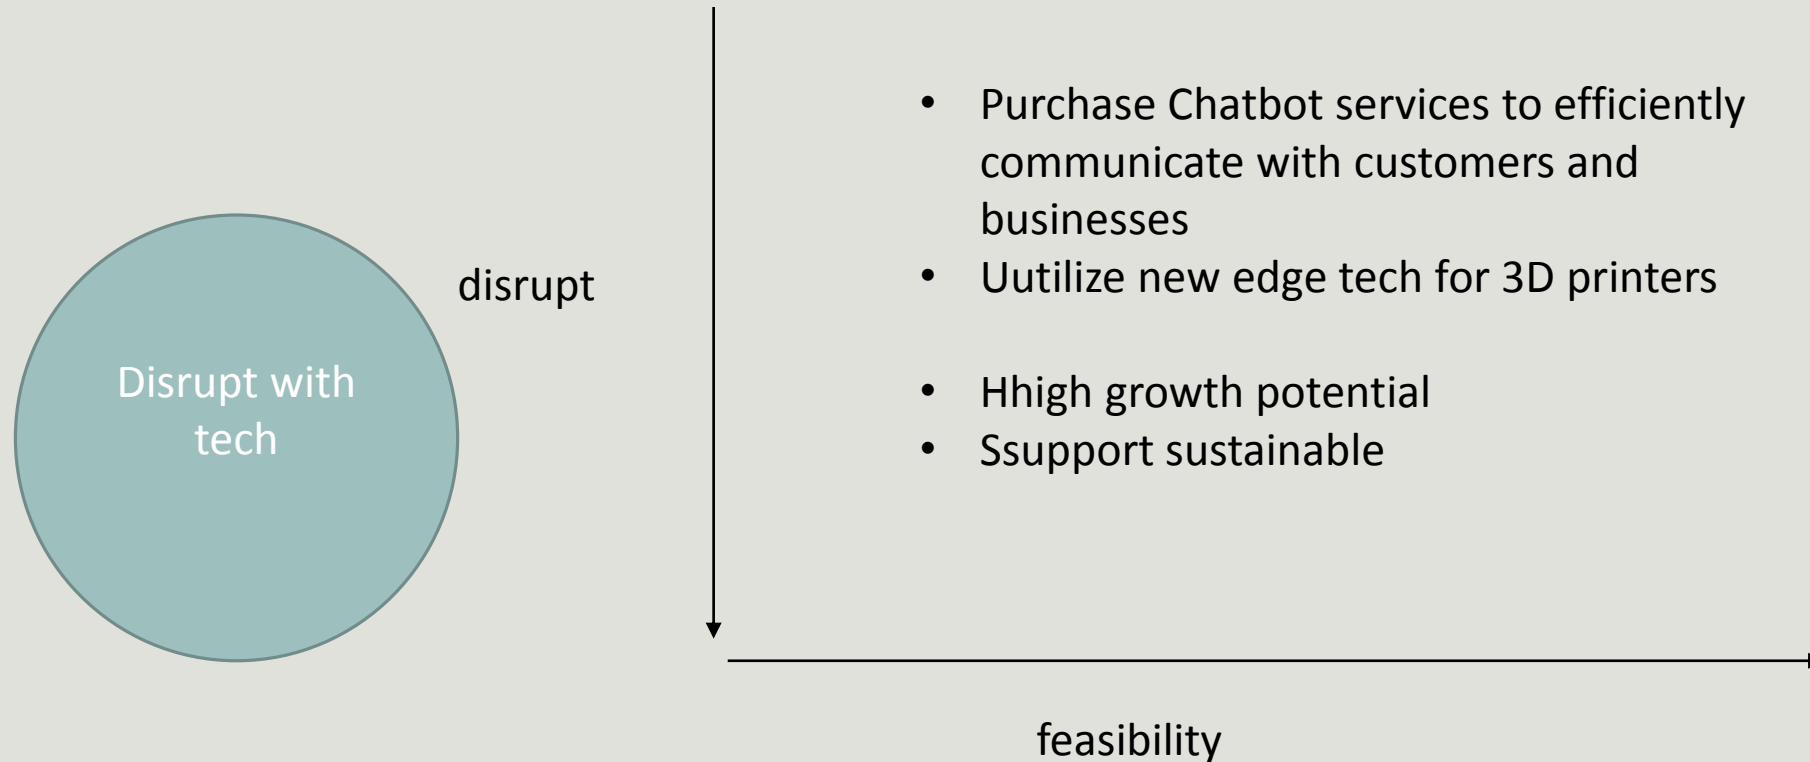 Disrupt with
tech
disrupt
• Purchase Chatbot services to efficiently
communicate with customers and
businesses
• Uutilize new edge tech for 3D printers
• Hhigh growth potential
• Ssupport sustainable
feasibility